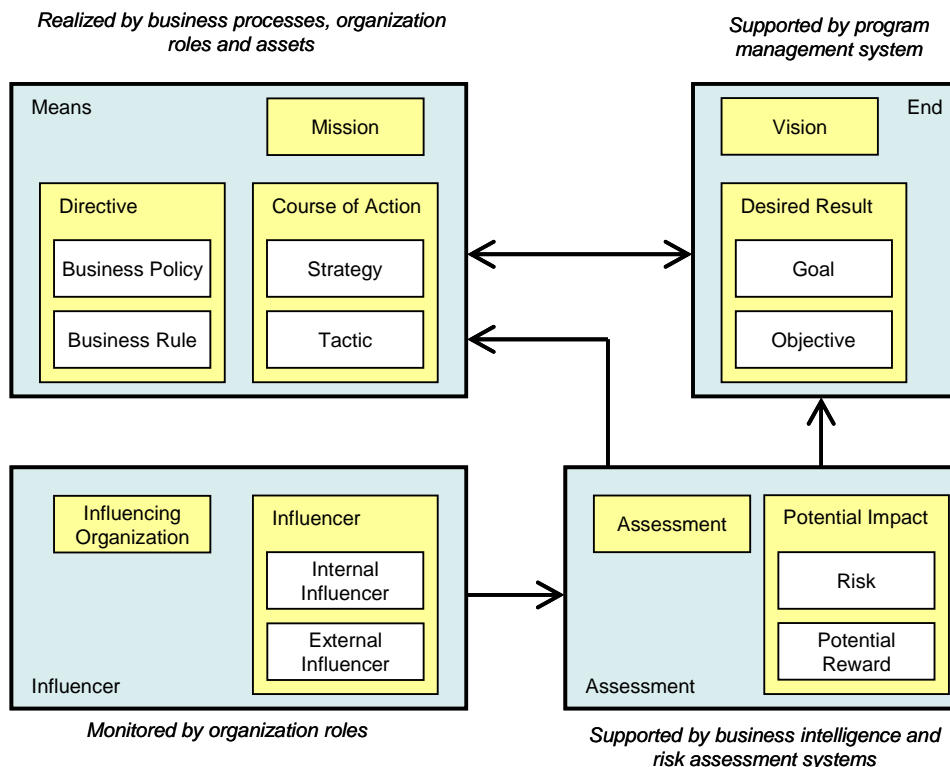 Realized by business processes, organization
roles and assets
Supported by program
management system
Means
Mission
Directive
Business Policy
Business Rule
Course of Action
Strategy
Tactic
End
Vision
Desired Result
Goal
Objective
Influencing
Organization
Influencer
Internal
Influencer
External
Influencer
Influencer
Monitored by organization roles
Assessment
Potential Impact
Risk
Potential
Reward
Assessment
Supported by business intelligence and
risk assessment systems